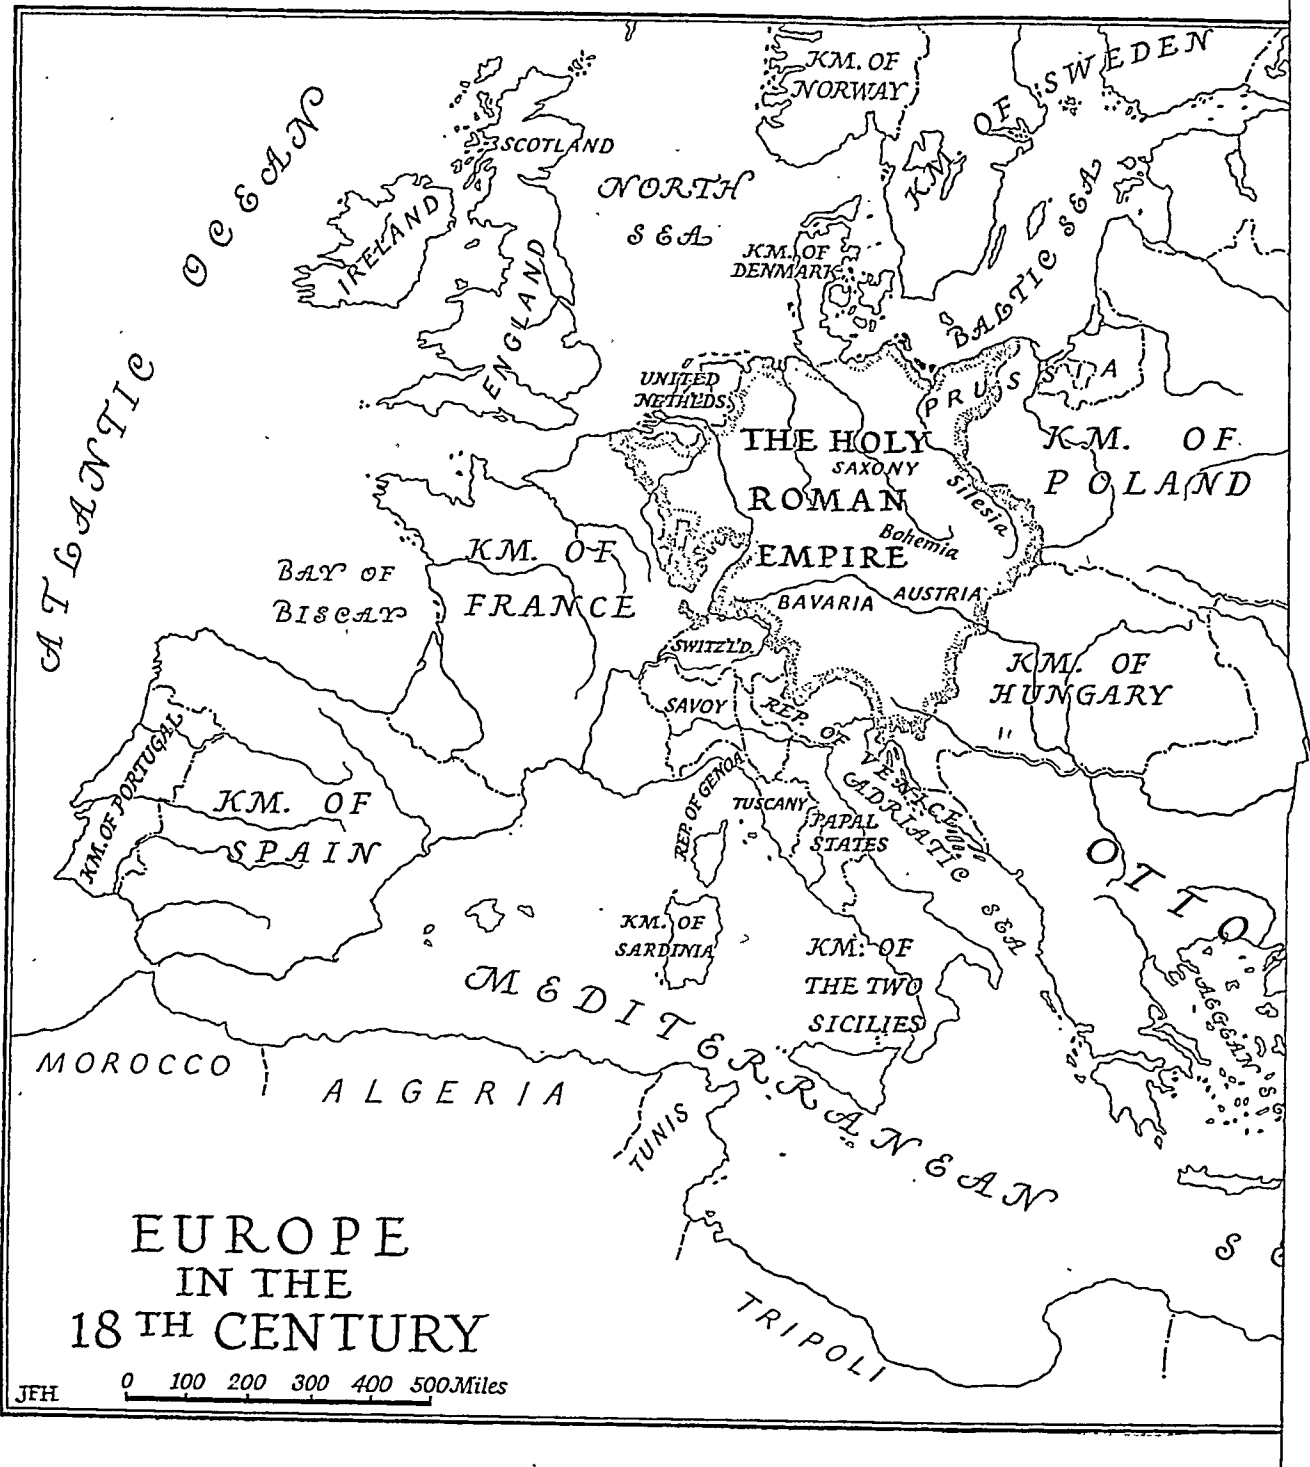 ATLANTIC OCEAN
KM. OF
NORWAY
KM. OF SWEDEN
SCOTLAND
NORTH
SEA
IRELAND
ENGLAND
KM. OF
DENMARK
BALTIC SEA
UNITED
NETHEDS
PRUSSIA
THE HOLY
SAXONY
ROMAN
Silesia
Bohemia
EMPIRE
BAVARIA
AUSTRIA
KM. OF
POLAND
KM. OF
FRANCE
BAY OF
BISCAY
SWITZ'L'D.
KM. OF
HUNGARY
SAVOY
REP. OF VENICE
KM. OF PORTUGAL
KM. OF
SPAIN
REP. OF GENOA
TUSCANY
PAPAL
STATES
ADRIATIC SEA
OTTO
KM. OF
SARDINIA
KM. OF
THE TWO
SICILIES
AEGEAN S
MEDITERRANEAN
S
MOROCCO
ALGERIA
TUNIS
TRIPOLI
EUROPE
IN THE
18TH CENTURY
0 100 200 300 400 500 Miles
JFH